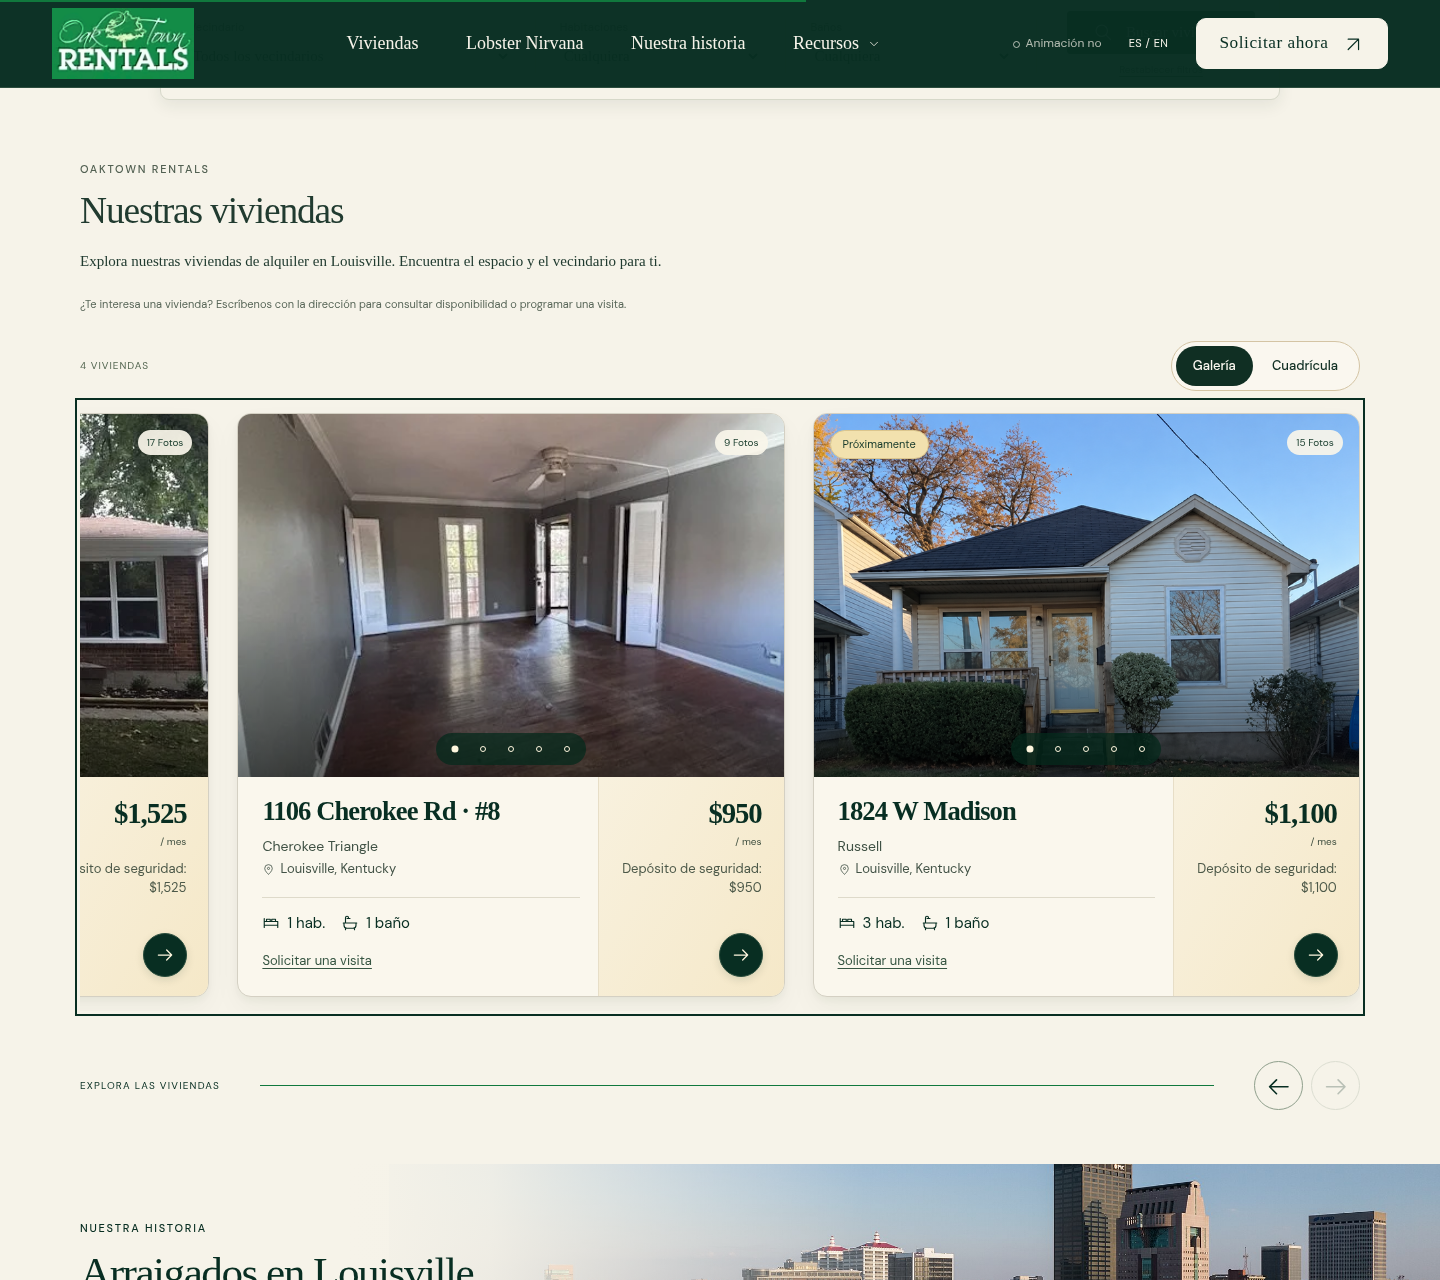 Oak Town
RENTALS
Viviendas
Lobster Nirvana
Nuestra historia
Recursos
Animación no
ES / EN
Solicitar ahora
OAKTOWN RENTALS
Nuestras viviendas
Explora nuestras viviendas de alquiler en Louisville. Encuentra el espacio y el vecindario para ti.
¿Te interesa una vivienda? Escríbenos con la dirección para consultar disponibilidad o programar una visita.
4 VIVIENDAS
Galería
Cuadrícula
17 Fotos
$1,525
/ mes
sito de seguridad:
$1,525
9 Fotos
1106 Cherokee Rd · #8
Cherokee Triangle
Louisville, Kentucky
1 hab.
1 baño
Solicitar una visita
$950
/ mes
Depósito de seguridad:
$950
Próximamente
15 Fotos
1824 W Madison
Russell
Louisville, Kentucky
3 hab.
1 baño
Solicitar una visita
$1,100
/ mes
Depósito de seguridad:
$1,100
EXPLORA LAS VIVIENDAS
NUESTRA HISTORIA
Arraigados en Louisville